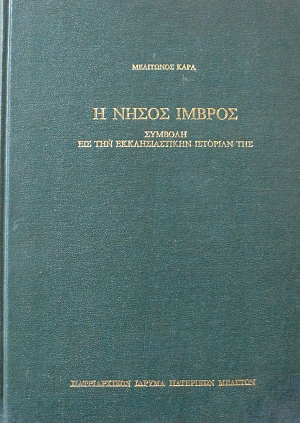 ΜΕΛΙΤΩΝΟΣ ΚΑΡΑ
Η ΝΗΣΟΣ ΙΜΒΡΟΣ
ΣΥΜΒΟΛΗ
ΕΙΣ ΤΗΝ ΕΚΚΛΗΣΙΑΣΤΙΚΗΝ ΙΣΤΟΡΙΑΝ ΤΗΣ
ΠΑΤΡΙΑΡΧΙΚΟΝ ΙΔΡΥΜΑ ΠΑΤΕΡΙΚΩΝ ΜΕΛΕΤΩΝ